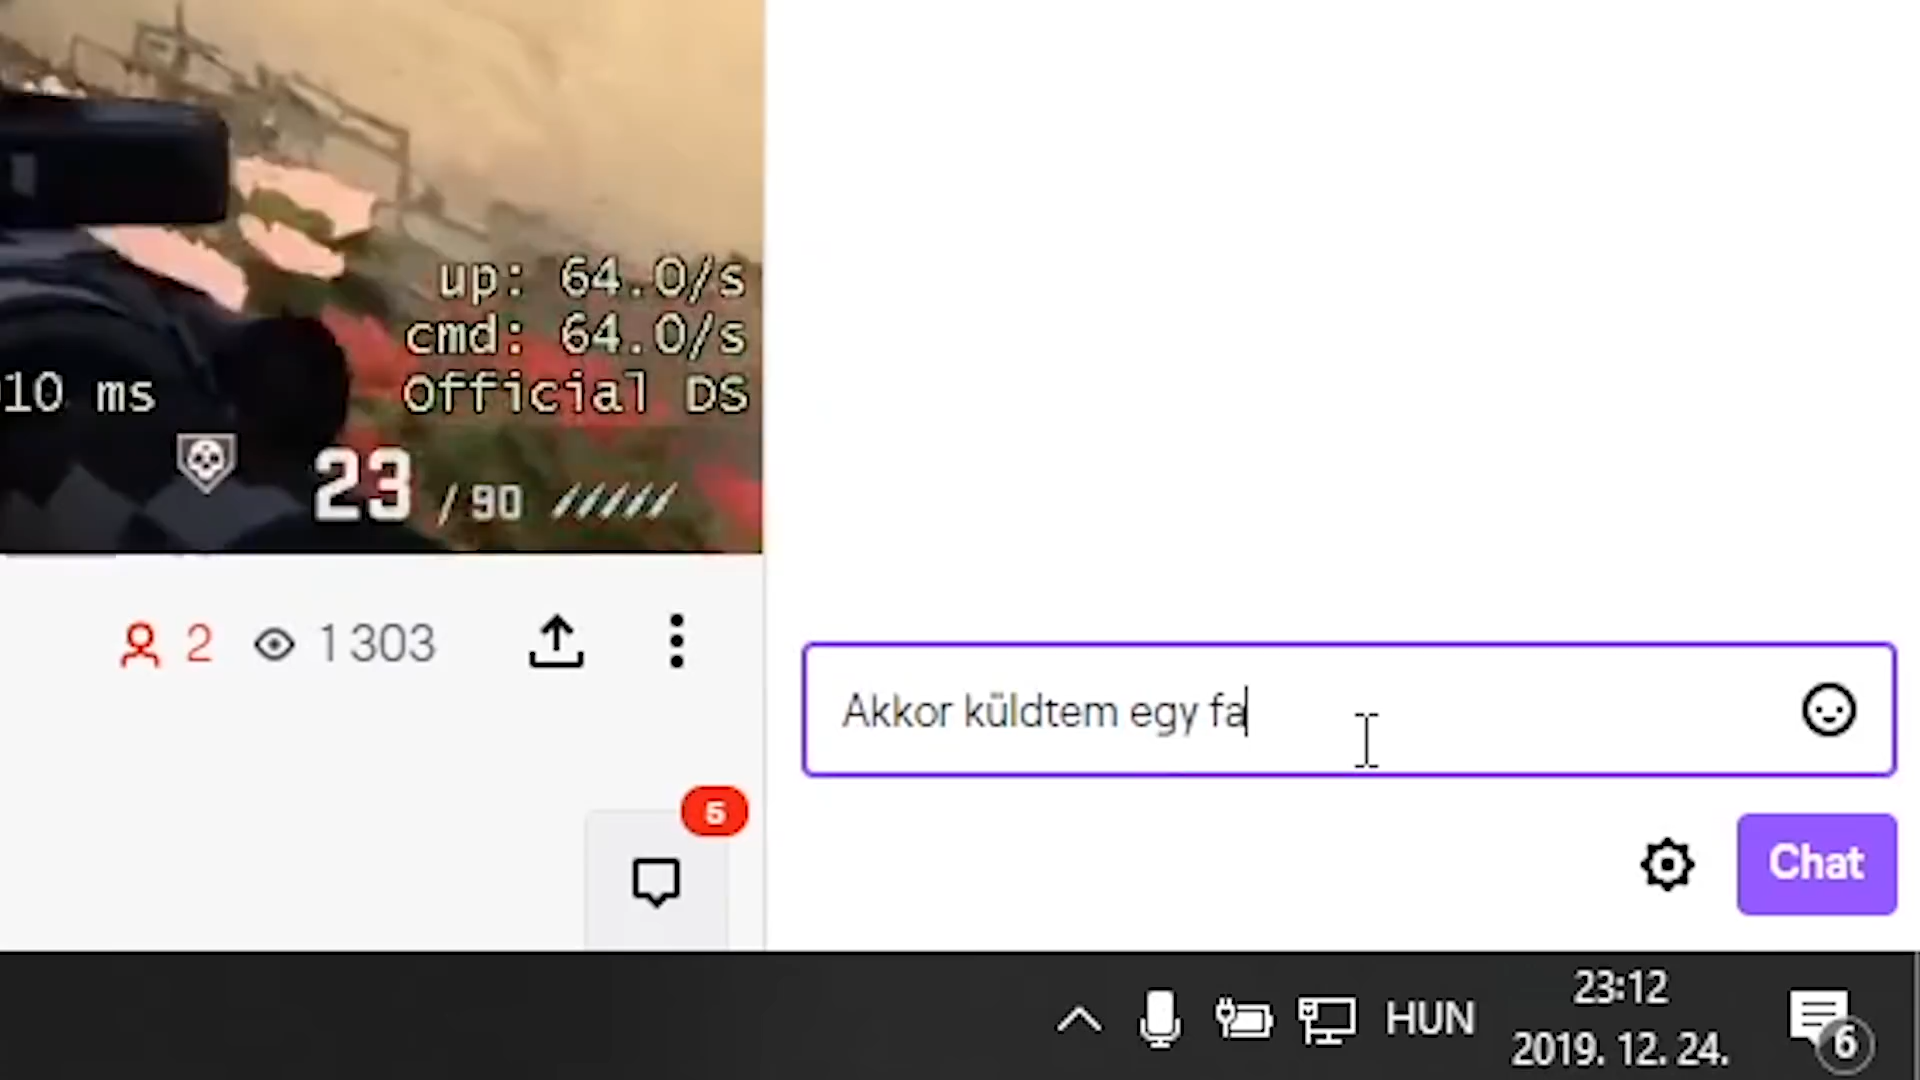 up: 64.0/s
cmd: 64.0/s
10 ms
Official DS
23 / 90
2
1 303
Akkor küldtem egy fa
5
Chat
HUN
23:12
2019. 12. 24.
6